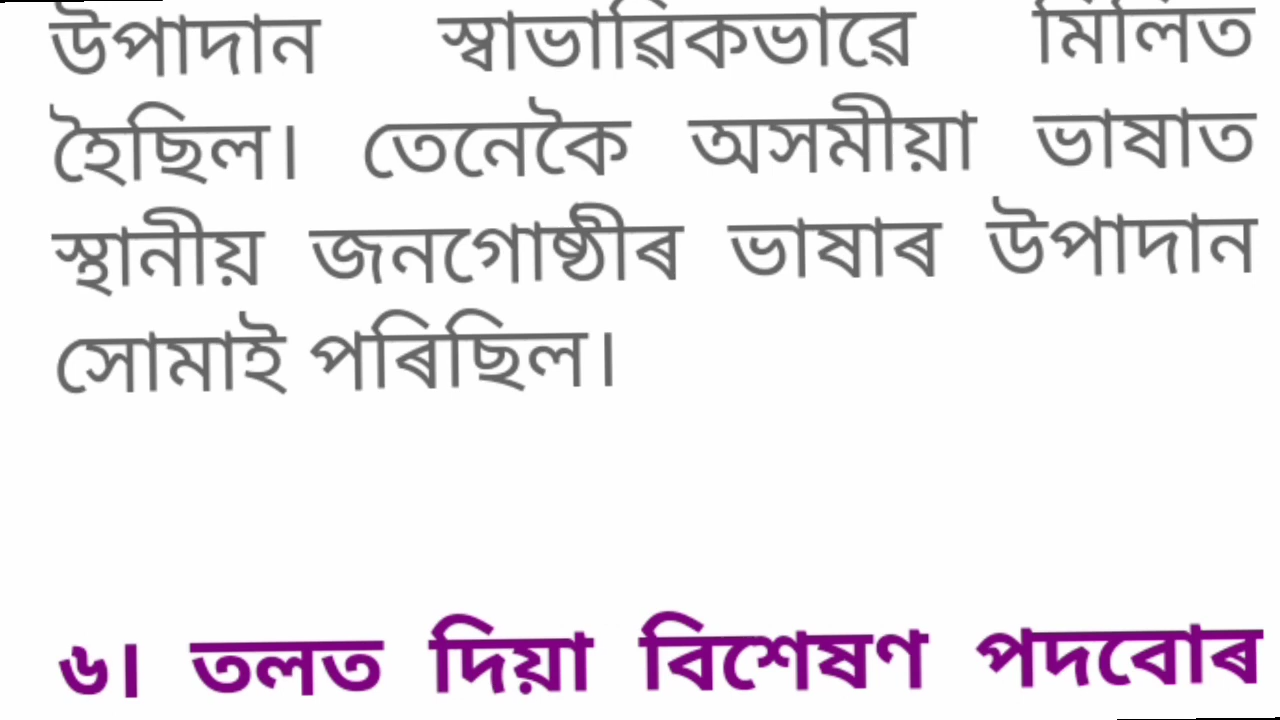 উপাদান স্বাভাৱিকভাৱে মিলিত
হৈছিল। তেনেকৈ অসমীয়া ভাষাত
স্থানীয় জনগোষ্ঠীৰ ভাষাৰ উপাদান
সোমাই পৰিছিল।
৬। তলত দিয়া বিশেষণ পদবোৰ